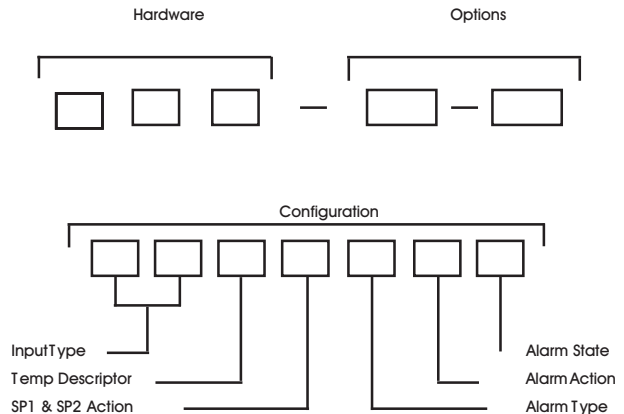 Hardware
Options
Configuration
InputType
Alarm State
Temp Descriptor
Alarm Action
SP1 & SP2 Action
Alarm Type